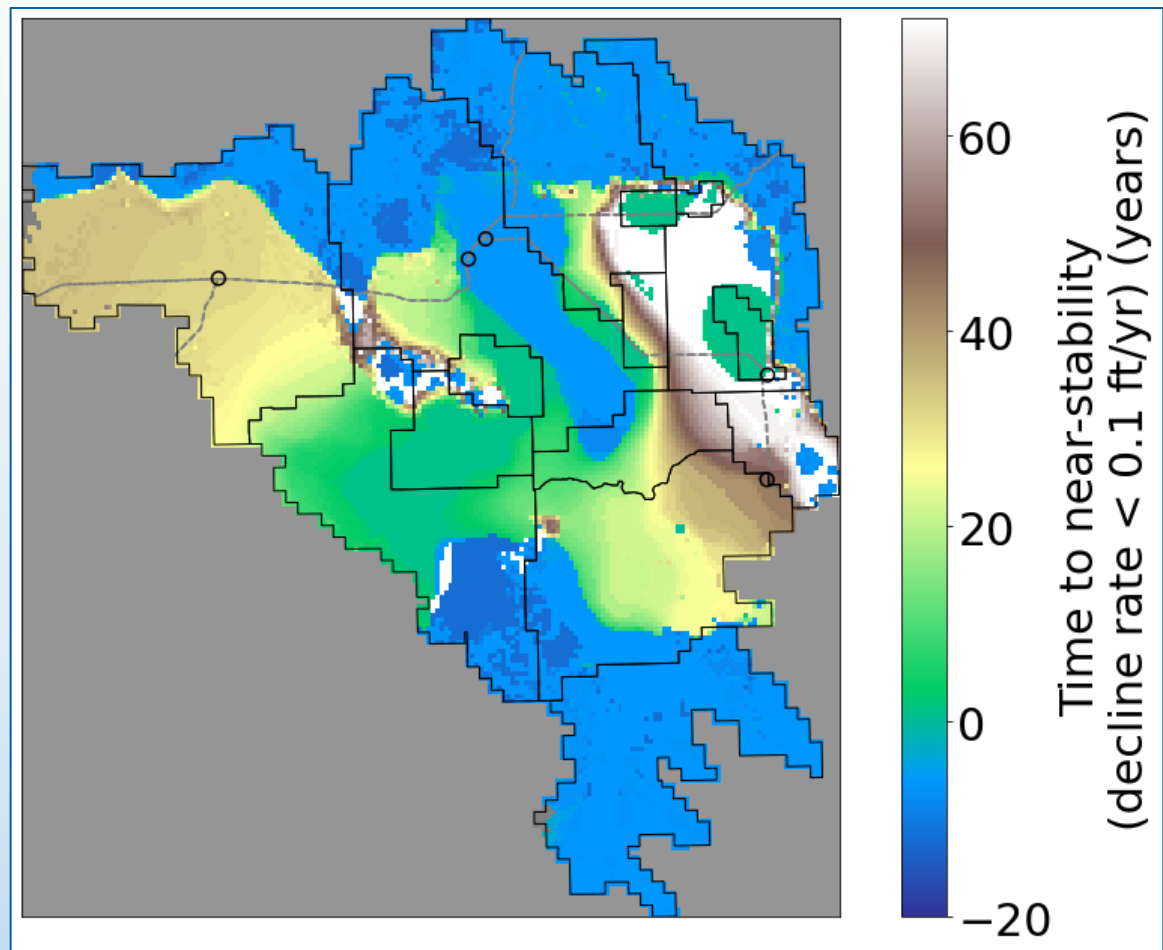 60
40
20
0
−20
Time to near-stability
(decline rate < 0.1 ft/yr) (years)